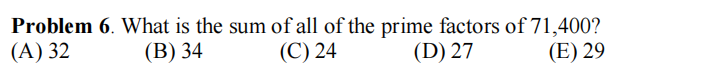 Problem 6. What is the sum of all of the prime factors of 71,400?
(A) 32 (B) 34 (C) 24 (D) 27 (E) 29